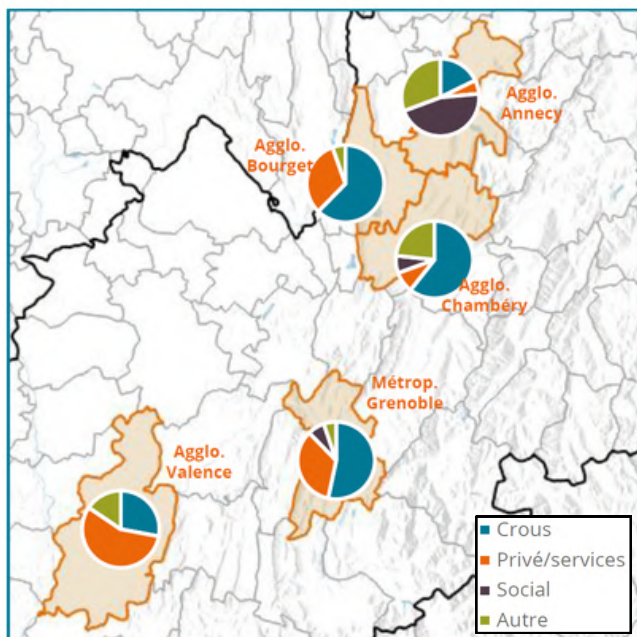 Agglo.
Annecy
Agglo.
Bourget
Agglo.
Chambéry
Métrop.
Grenoble
Agglo.
Valence
Crous
Privé/services
Social
Autre